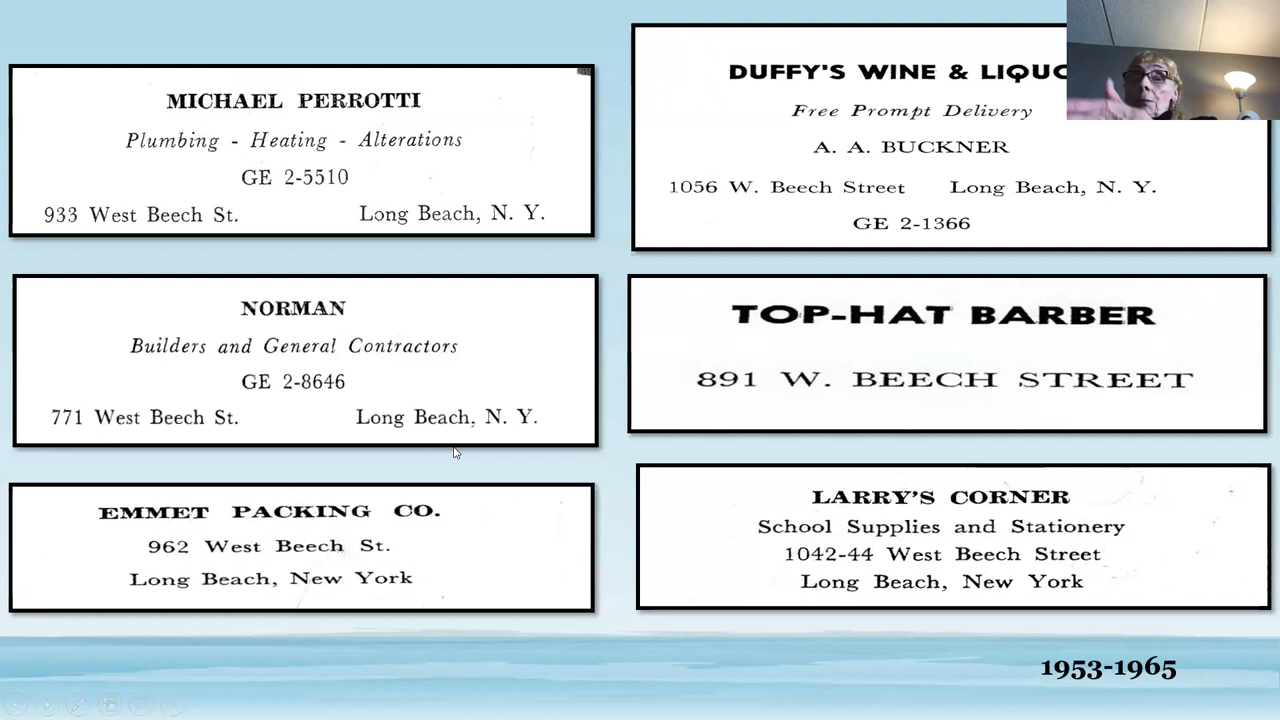 MICHAEL PERROTTI
Plumbing - Heating - Alterations
GE 2-5510
933 West Beech St. Long Beach, N. Y.
NORMAN
Builders and General Contractors
GE 2-8646
771 West Beech St. Long Beach, N. Y.
EMMET PACKING CO.
962 West Beech St.
Long Beach, New York
DUFFY'S WINE &
Free Prompt Delivery
A. A. BUCKNER
1056 W. Beech Street Long Beach, N. Y.
GE 2-1366
TOP-HAT BARBER
891 W. BEECH STREET
LARRY'S CORNER
School Supplies and Stationery
1042-44 West Beech Street
Long Beach, New York
1953-1965